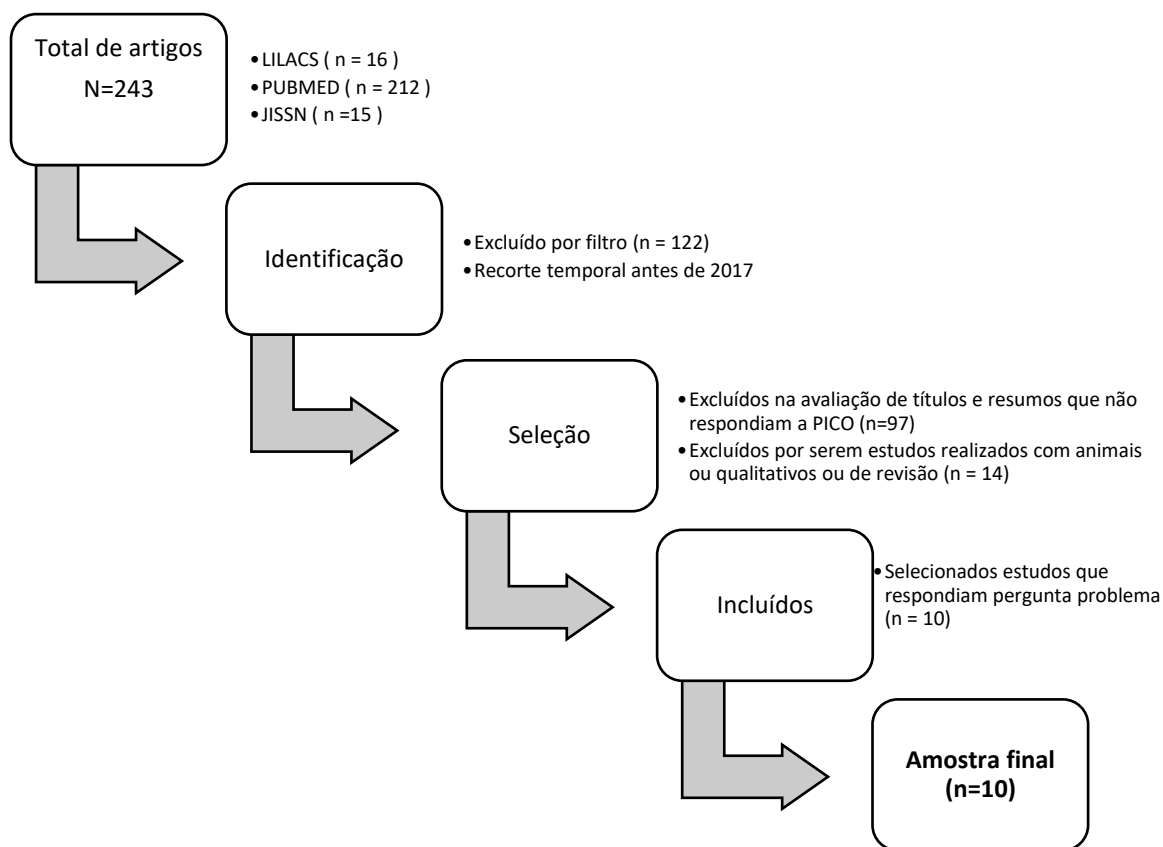 Total de artigos
N=243
•LILACS ( n = 16 )
•PUBMED ( n = 212 )
•JISSN ( n =15 )
Identificação
•Excluído por filtro (n = 122)
•Recorte temporal antes de 2017
Seleção
•Excluídos na avaliação de títulos e resumos que não
respondiam a PICO (n=97)
•Excluídos por serem estudos realizados com animais
ou qualitativos ou de revisão (n = 14)
Incluídos
•Selecionados estudos que
respondiam pergunta problema
(n = 10)
Amostra final
(n=10)